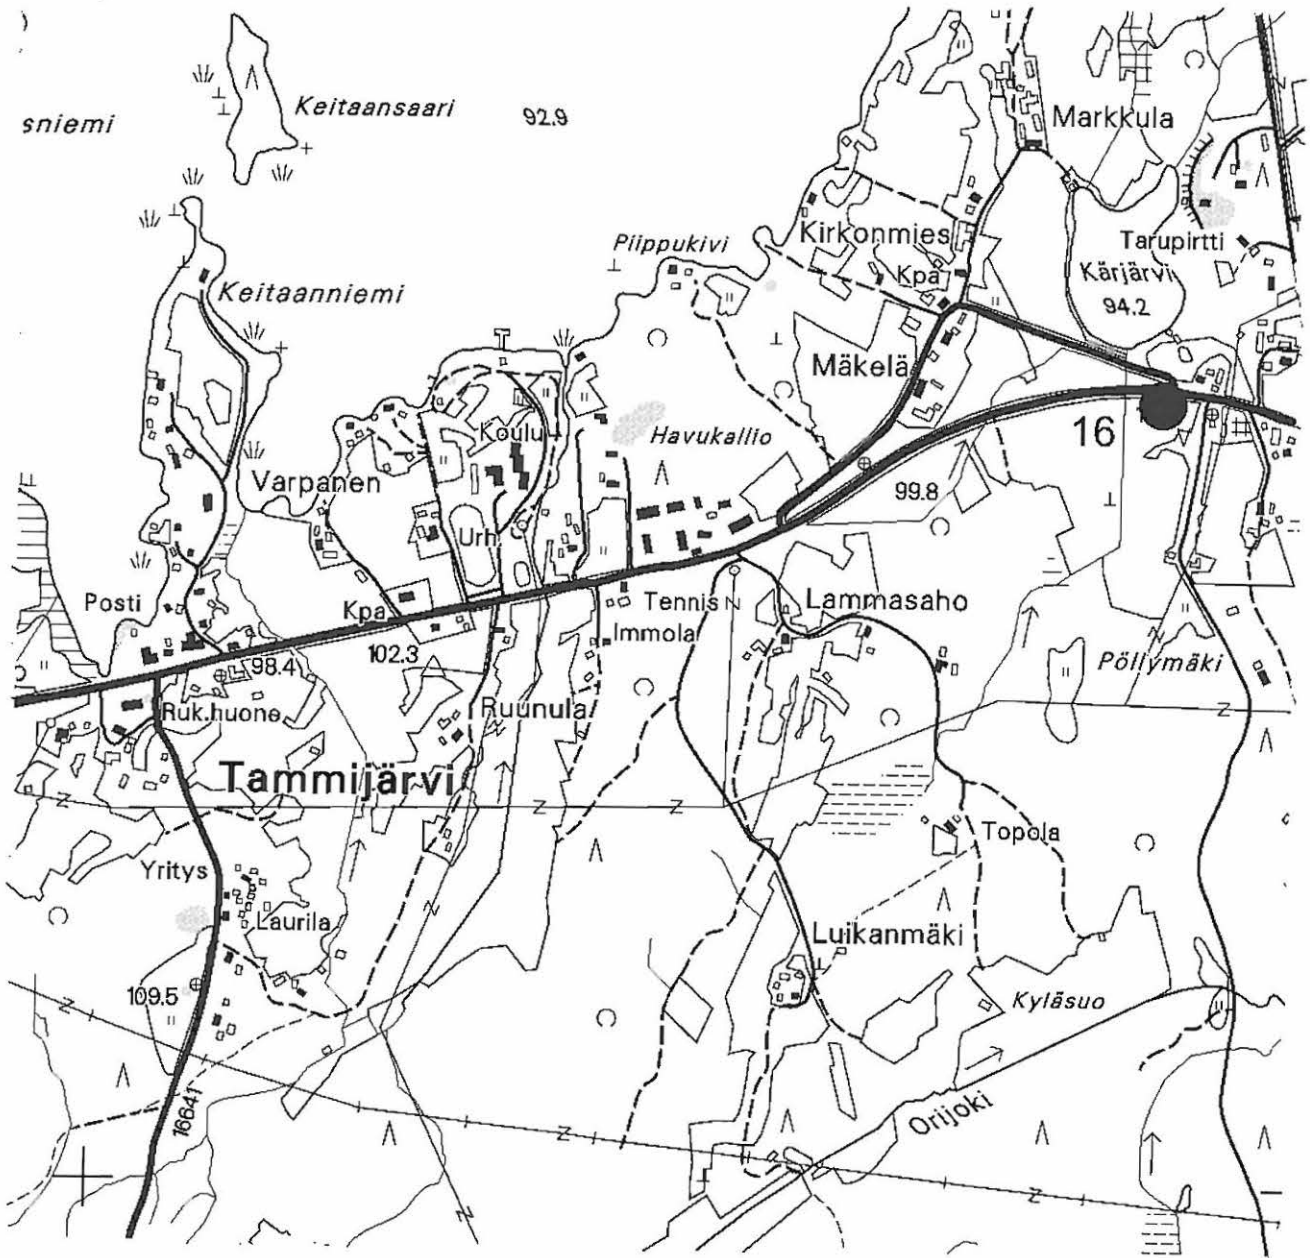 Keitaansaari
92.9
sniemi
Markkula
Kirkonmies
Piippukivi
Tarupirtti
Kpa
Kärjärvi
94.2
Keitaanniemi
Mäkelä
16
Koulu
Havukallio
Varpanen
99.8
Urh.
Posti
Kpa
Tennis
Lammasaho
Immola
102.3
98.4
Pöllymäki
Ruk.huone
Ruunula
Tammijärvi
Topola
Yritys
Laurila
Luikanmäki
109.5
Kyläsuo
16641
Orijoki